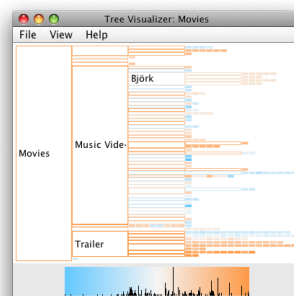 Tree Visualizer: Movies
File View Help
Björk
Music Vide
Movies
Trailer